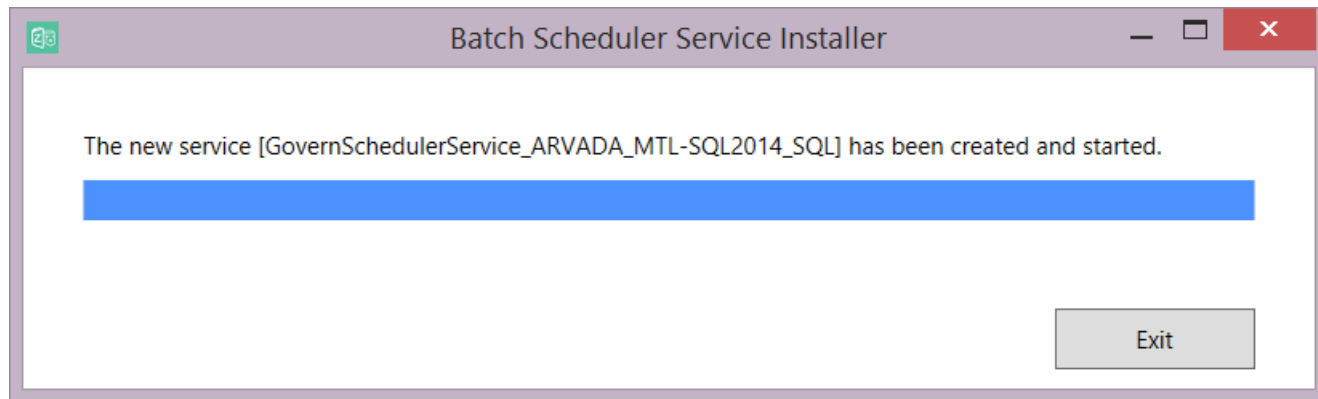 Batch Scheduler Service Installer
The new service [GovernSchedulerService_ARVADA_MTL-SQL2014_SQL] has been created and started.
Exit